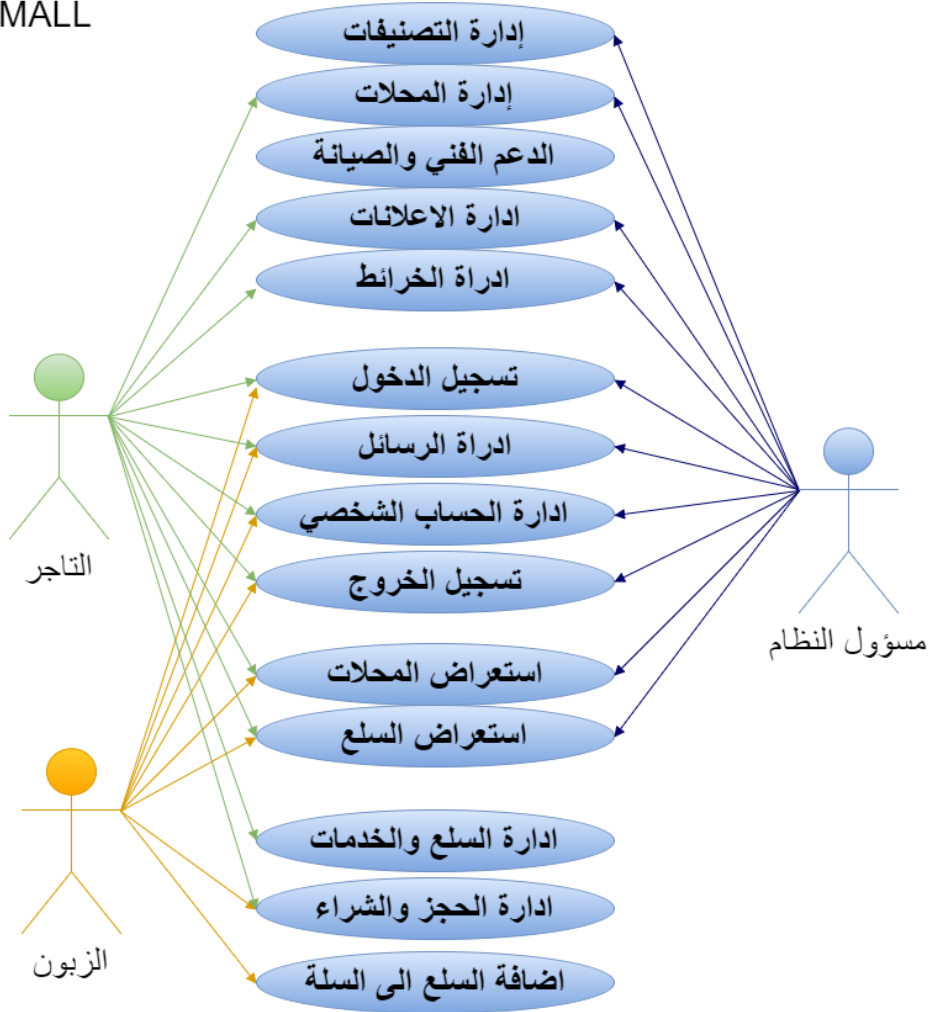 MALL
إدارة التصنيفات
إدارة المحلات
الدعم الفني والصيانة
ادارة الاعلانات
ادراة الخرائط
تسجيل الدخول
ادراة الرسائل
ادارة الحساب الشخصي
تسجيل الخروج
التاجر
مسؤول النظام
استعراض المحلات
استعراض السلع
ادارة السلع والخدمات
ادارة الحجز والشراء
الزبون
اضافة السلع الى السلة